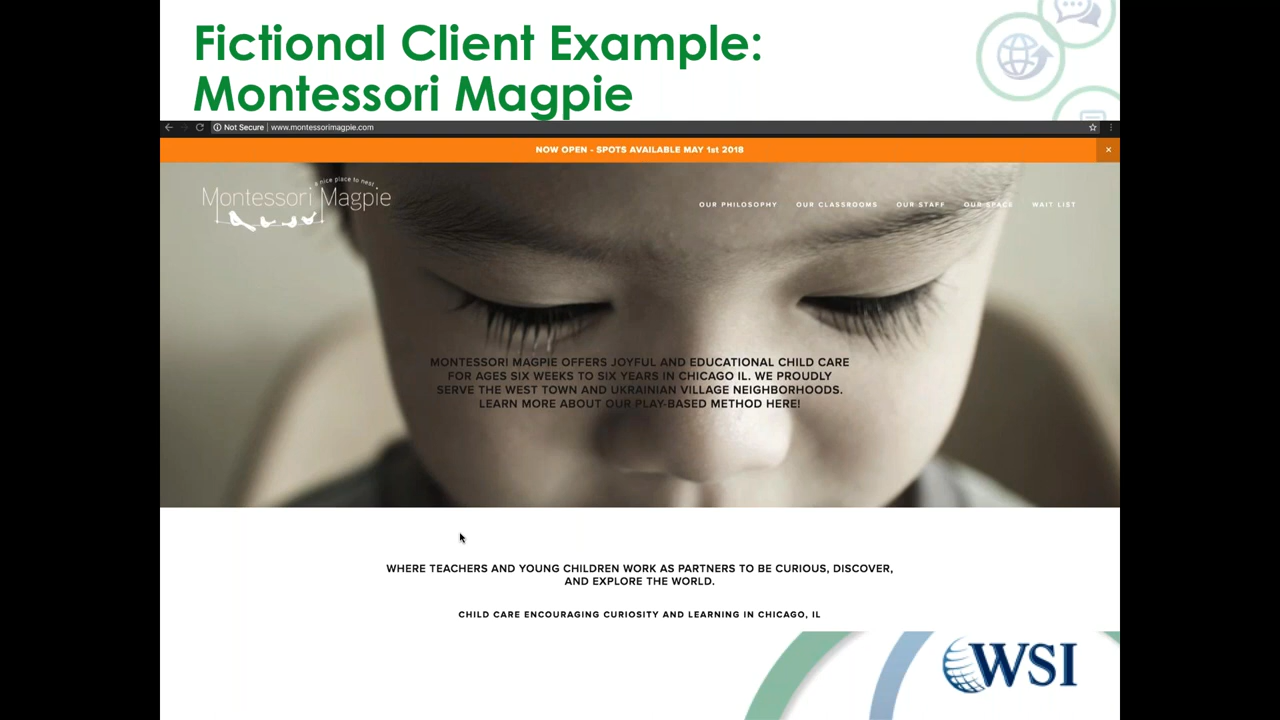 Fictional Client Example:
Montessori Magpie
Not Secure | www.montessorimagpie.com
NOW OPEN - SPOTS AVAILABLE MAY 1st 2018
×
a nice place to nest
Montessori Magpie
OUR PHILOSOPHY OUR CLASSROOMS OUR STAFF OUR SPACE WAIT LIST
MONTESSORI MAGPIE OFFERS JOYFUL AND EDUCATIONAL CHILD CARE
FOR AGES SIX WEEKS TO SIX YEARS IN CHICAGO IL. WE PROUDLY
SERVE THE WEST TOWN AND UKRAINIAN VILLAGE NEIGHBORHOODS.
LEARN MORE ABOUT OUR PLAY-BASED METHOD HERE!
WHERE TEACHERS AND YOUNG CHILDREN WORK AS PARTNERS TO BE CURIOUS, DISCOVER,
AND EXPLORE THE WORLD.
CHILD CARE ENCOURAGING CURIOSITY AND LEARNING IN CHICAGO, IL
WSI